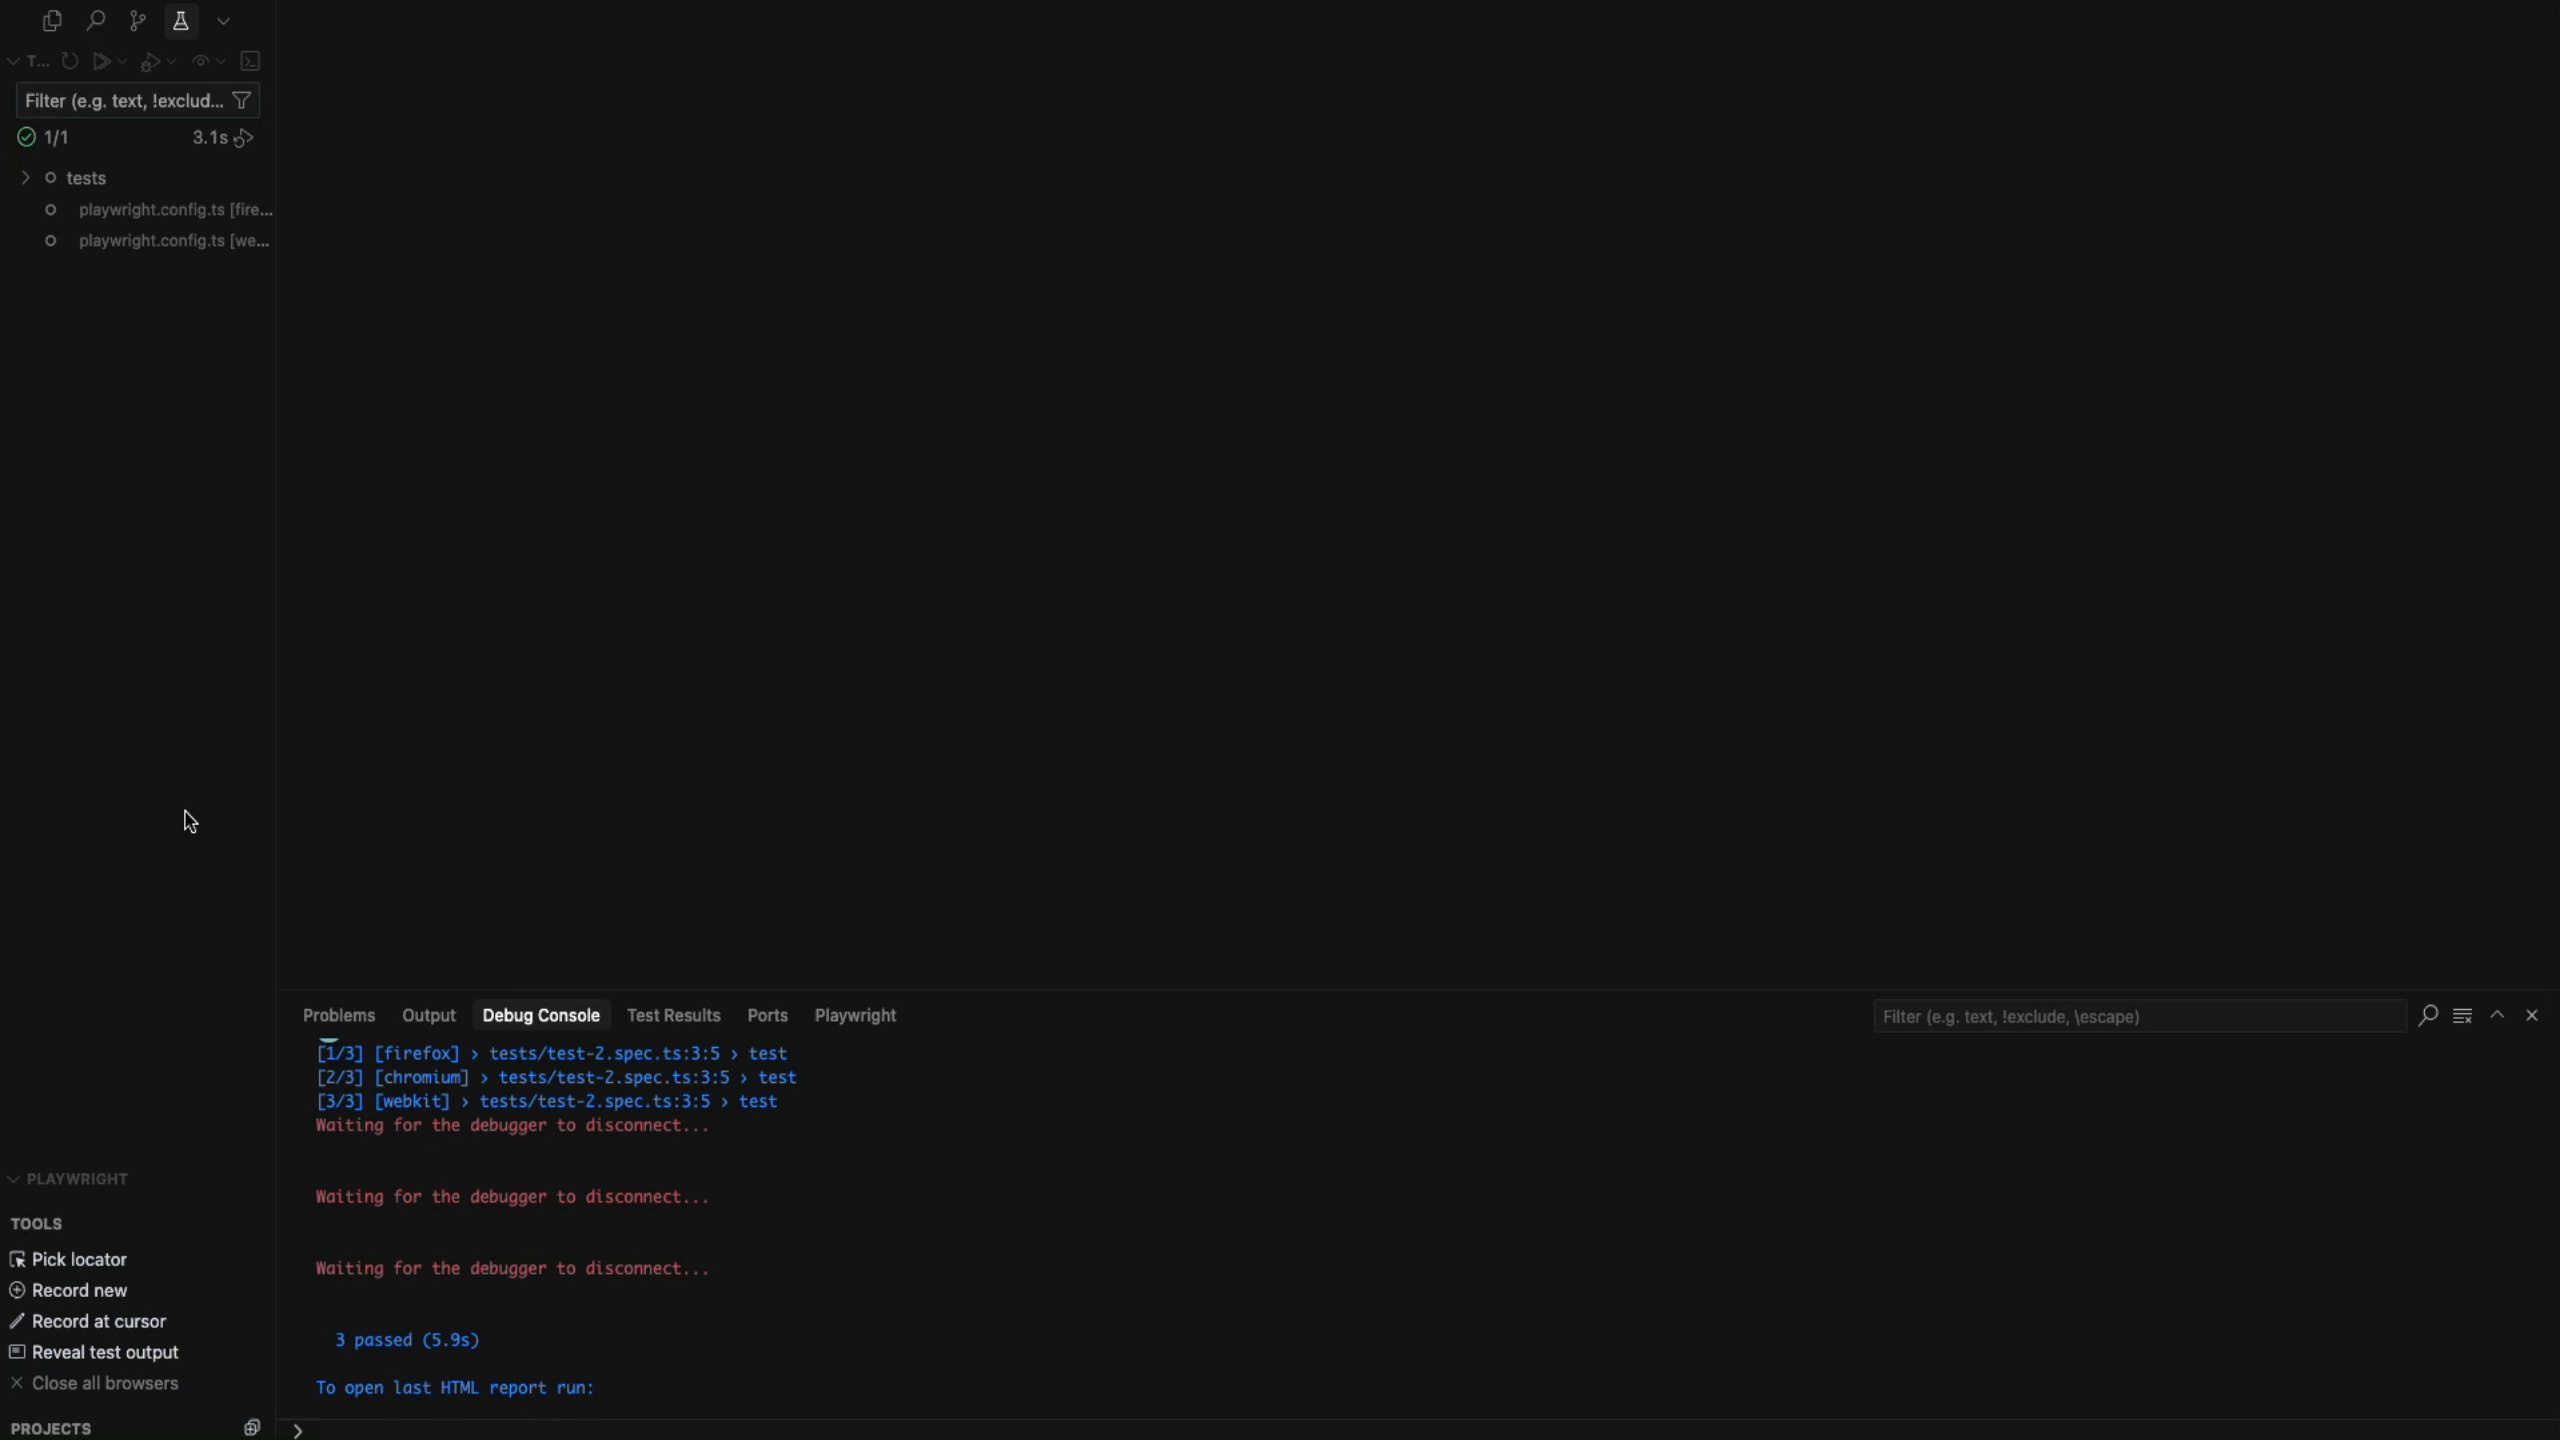 T...
Filter (e.g. text, !exclud...
1/1 3.1s
tests
playwright.config.ts [fire...
playwright.config.ts [we...
PLAYWRIGHT
TOOLS
Pick locator
Record new
Record at cursor
Reveal test output
Close all browsers
PROJECTS
Problems Output Debug Console Test Results Ports Playwright Filter (e.g. text, !exclude, \escape)
[1/3] [firefox] › tests/test-2.spec.ts:3:5 › test
[2/3] [chromium] › tests/test-2.spec.ts:3:5 › test
[3/3] [webkit] › tests/test-2.spec.ts:3:5 › test
Waiting for the debugger to disconnect...
Waiting for the debugger to disconnect...
Waiting for the debugger to disconnect...
3 passed (5.9s)
To open last HTML report run: